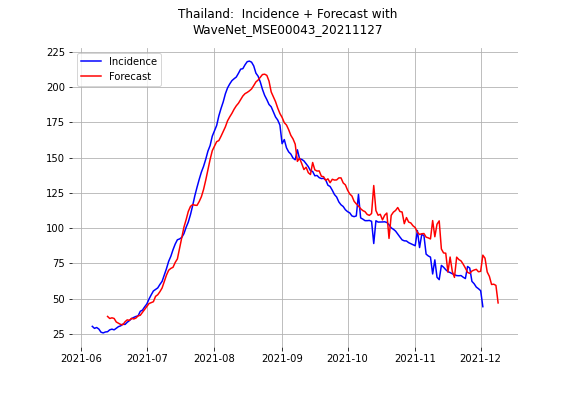 Thailand:  Incidence + Forecast with
WaveNet_MSE00043_20211127
225
200
175
150
125
100
75
50
25
Incidence
Forecast
2021-06 2021-07 2021-08 2021-09 2021-10 2021-11 2021-12